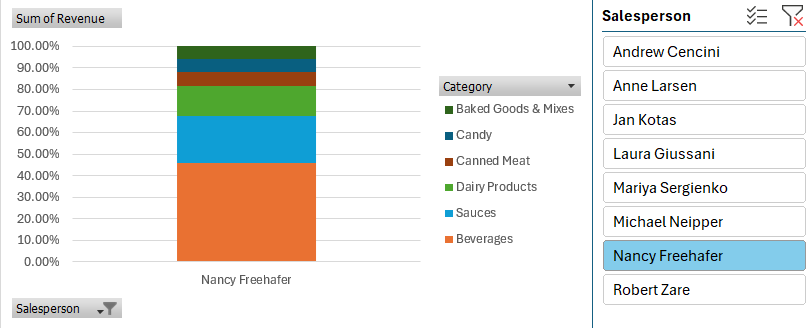 Sum of Revenue
100.00%
90.00%
80.00%
70.00%
60.00%
50.00%
40.00%
30.00%
20.00%
10.00%
0.00%
Nancy Freehafer
Salesperson
Category
Baked Goods & Mixes
Candy
Canned Meat
Dairy Products
Sauces
Beverages
Salesperson
Andrew Cencini
Anne Larsen
Jan Kotas
Laura Giussani
Mariya Sergienko
Michael Neipper
Nancy Freehafer
Robert Zare